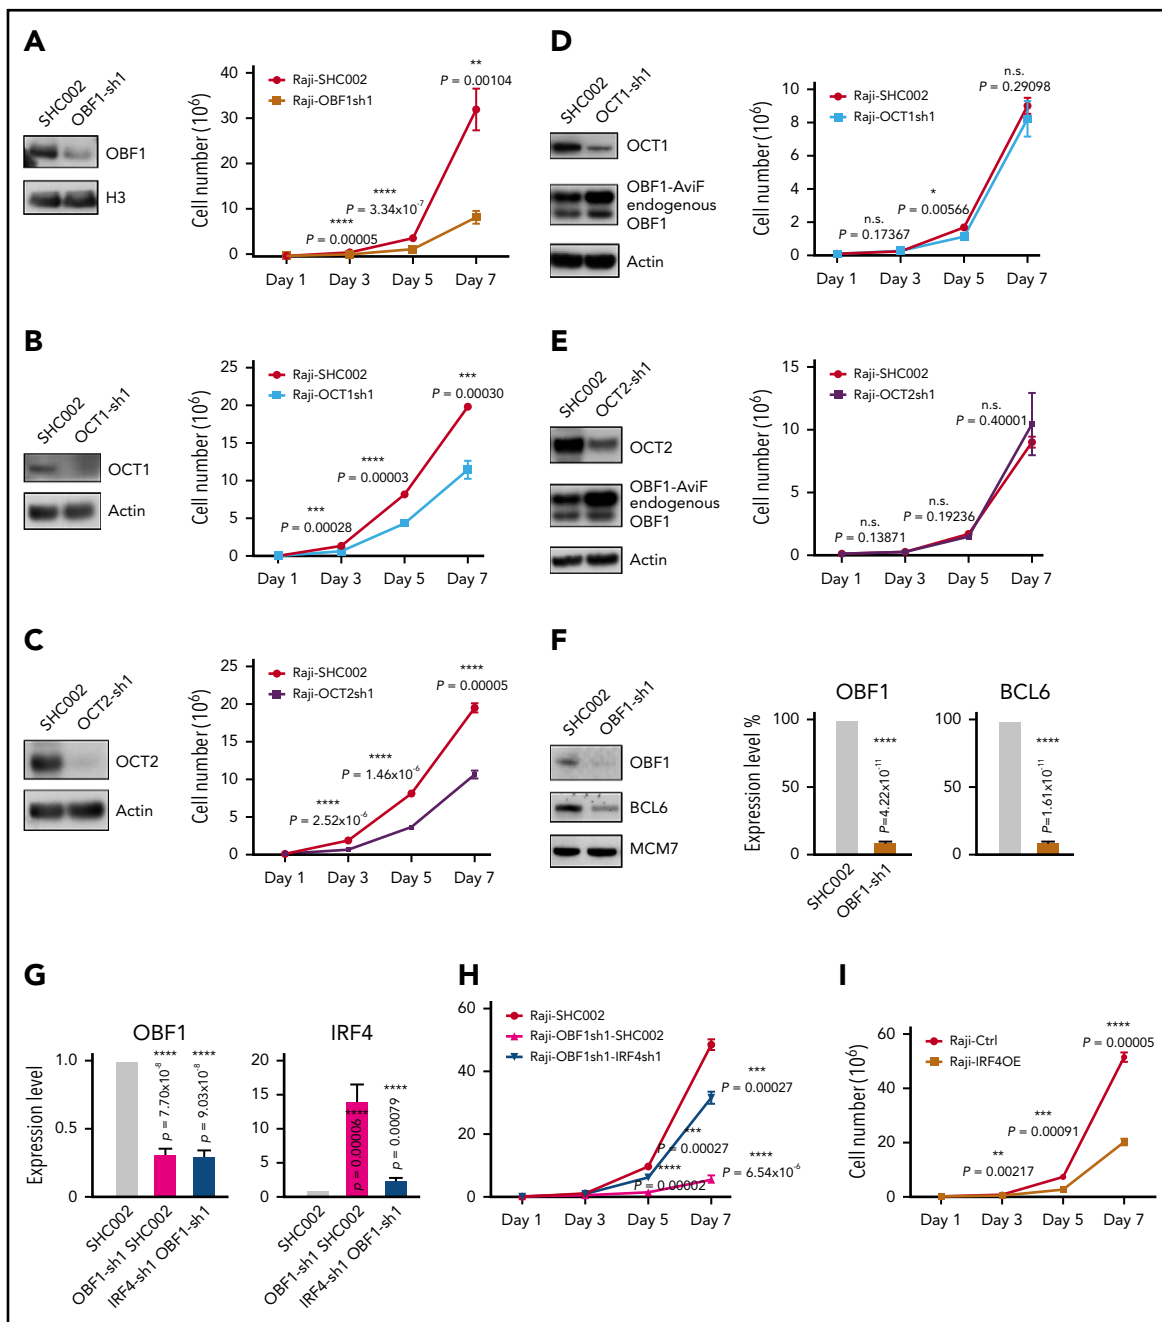 A
SHC002
OBF1-sh1
OBF1
H3
Cell number (10⁶)
40
30
20
10
0
Raji-SHC002
Raji-OBF1sh1
**
P = 0.00104
****
P = 3.34x10⁻⁷
****
P = 0.00005
Day 1
Day 3
Day 5
Day 7
D
SHC002
OCT1-sh1
OCT1
OBF1-AviF
endogenous
OBF1
Actin
Cell number (10⁶)
10
8
6
4
2
0
Raji-SHC002
Raji-OCT1sh1
n.s.
P = 0.29098
*
P = 0.00566
n.s.
P = 0.17367
Day 1
Day 3
Day 5
Day 7
B
SHC002
OCT1-sh1
OCT1
Actin
Cell number (10⁶)
25
20
15
10
5
0
Raji-SHC002
Raji-OCT1sh1
***
P = 0.00030
****
P = 0.00003
***
P = 0.00028
Day 1
Day 3
Day 5
Day 7
E
SHC002
OCT2-sh1
OCT2
OBF1-AviF
endogenous
OBF1
Actin
Cell number (10⁶)
15
10
5
0
Raji-SHC002
Raji-OCT2sh1
n.s.
P = 0.40001
n.s.
P = 0.19236
n.s.
P = 0.13871
Day 1
Day 3
Day 5
Day 7
C
SHC002
OCT2-sh1
OCT2
Actin
Cell number (10⁶)
25
20
15
10
5
0
Raji-SHC002
Raji-OCT2sh1
****
P = 0.00005
****
P = 1.46x10⁻⁶
****
P = 2.52x10⁻⁶
Day 1
Day 3
Day 5
Day 7
F
SHC002
OBF1-sh1
OBF1
BCL6
MCM7
OBF1
Expression level %
100
50
0
****
P=4.22x10⁻¹¹
SHC002
OBF1-sh1
BCL6
100
50
0
****
P=1.61x10⁻¹¹
G
OBF1
Expression level
1.0
0.5
0
****
p = 7.70x10⁻⁸
****
p = 9.03x10⁻⁸
SHC002
OBF1-sh1 SHC002
IRF4-sh1 OBF1-sh1
IRF4
20
15
10
5
0
****
p = 0.00006
****
p = 0.00079
SHC002
OBF1-sh1 SHC002
IRF4-sh1 OBF1-sh1
H
60
40
20
0
Raji-SHC002
Raji-OBF1sh1-SHC002
Raji-OBF1sh1-IRF4sh1
***
P = 0.00027
***
P = 0.00027
****
P = 0.00002
****
P = 6.54x10⁻⁶
Day 1
Day 3
Day 5
Day 7
I
Cell number (10⁶)
60
40
20
0
Raji-Ctrl
Raji-IRF4OE
****
P = 0.00005
***
P = 0.00091
**
P = 0.00217
Day 1
Day 3
Day 5
Day 7